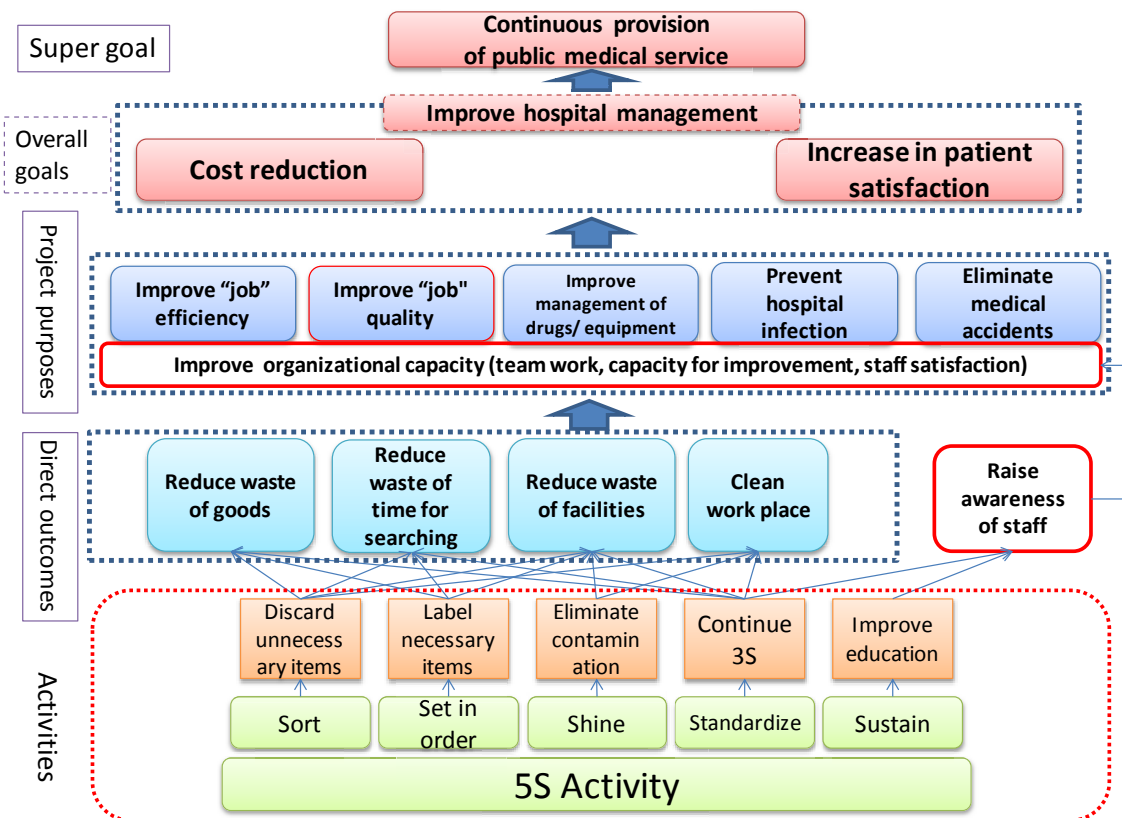 Super goal
Continuous provision
of public medical service
Improve hospital management
Overall
goals
Cost reduction
Increase in patient
satisfaction
Project purposes
Improve “job”
efficiency
Improve “job"
quality
Improve
management of
drugs/ equipment
Prevent
hospital
infection
Eliminate
medical
accidents
Improve organizational capacity (team work, capacity for improvement, staff satisfaction)
Direct outcomes
Reduce waste
of goods
Reduce
waste of
time for
searching
Reduce waste
of facilities
Clean
work place
Raise
awareness
of staff
Activities
Discard
unnecess
ary items
Label
necessary
items
Eliminate
contamin
ation
Continue
3S
Improve
education
Sort
Set in
order
Shine
Standardize
Sustain
5S Activity